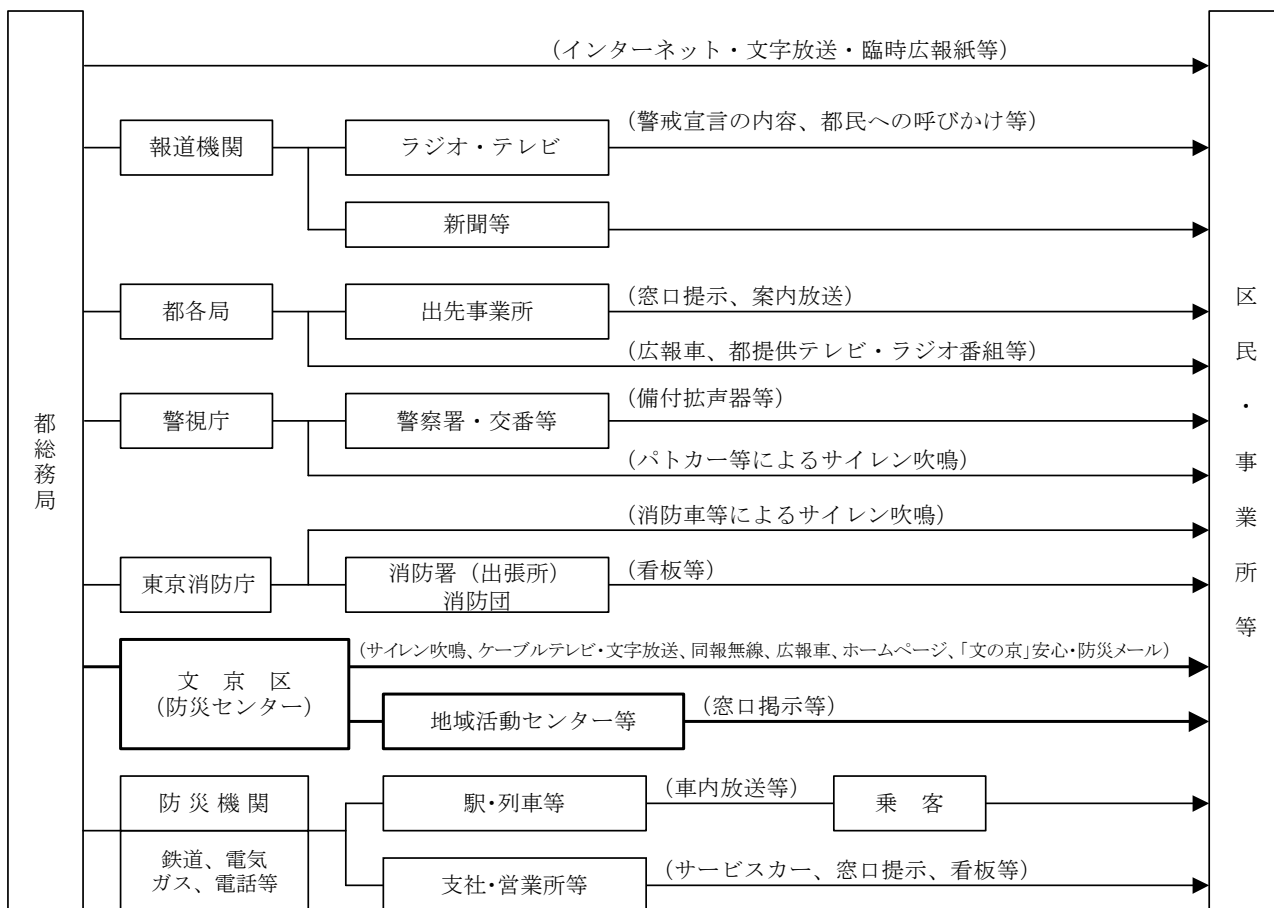 都総務局
(インターネット・文字放送・臨時広報紙等)
報道機関
ラジオ・テレビ
(警戒宣言の内容、都民への呼びかけ等)
新聞等
都各局
出先事業所
(窓口提示、案内放送)
(広報車、都提供テレビ・ラジオ番組等)
警視庁
警察署・交番等
(備付拡声器等)
(パトカー等によるサイレン吹鳴)
(消防車等によるサイレン吹鳴)
東京消防庁
消防署(出張所)
消防団
(看板等)
文京区
(防災センター)
(サイレン吹鳴、ケーブルテレビ・文字放送、同報無線、広報車、ホームページ、「文の京」安心・防災メール)
地域活動センター等
(窓口掲示等)
防災機関
鉄道、電気
ガス、電話等
駅・列車等
(車内放送等)
乗客
支社・営業所等
(サービスカー、窓口提示、看板等)
区民・事業所等